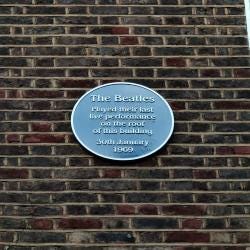 The Beatles
Played their last
live performance
on the roof
of this building
30th January
1969